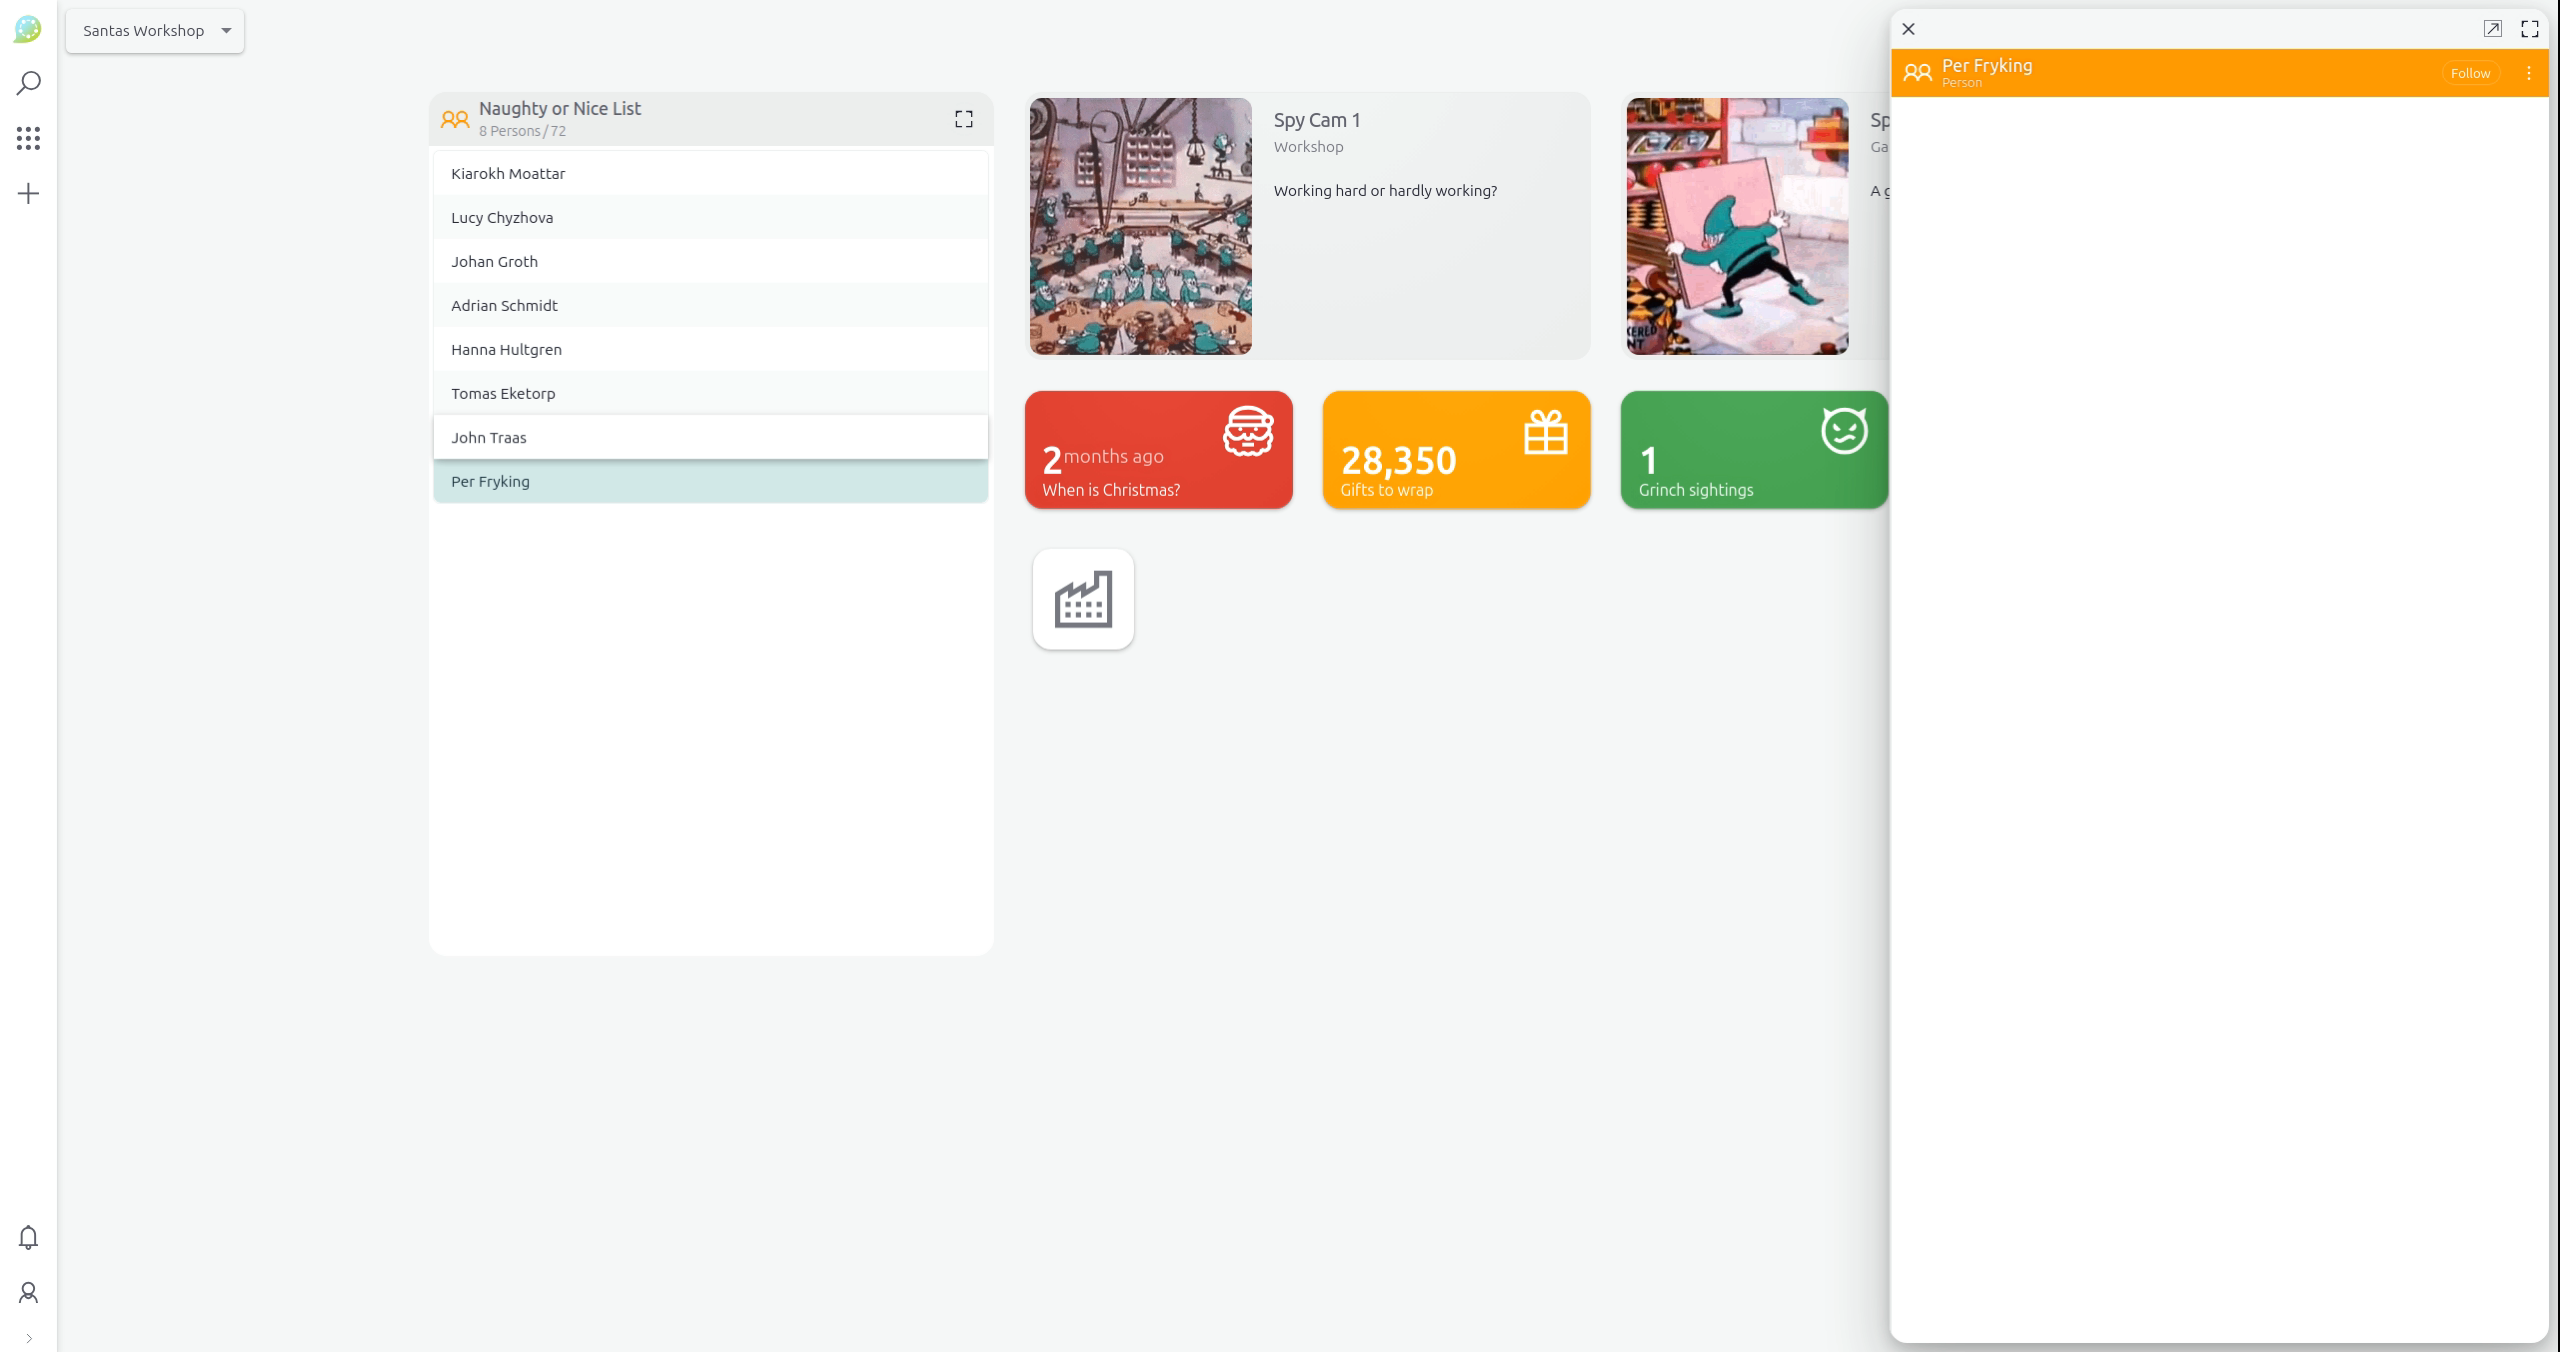 Santas Workshop
Naughty or Nice List
8 Persons / 72
Kiarokh Moattar
Lucy Chyzhova
Johan Groth
Adrian Schmidt
Hanna Hultgren
Tomas Eketorp
John Traas
Per Fryking
Spy Cam 1
Workshop
Working hard or hardly working?
Sp
Ga
2 months ago
When is Christmas?
28,350
Gifts to wrap
1
Grinch sightings
Per Fryking
Person
Follow